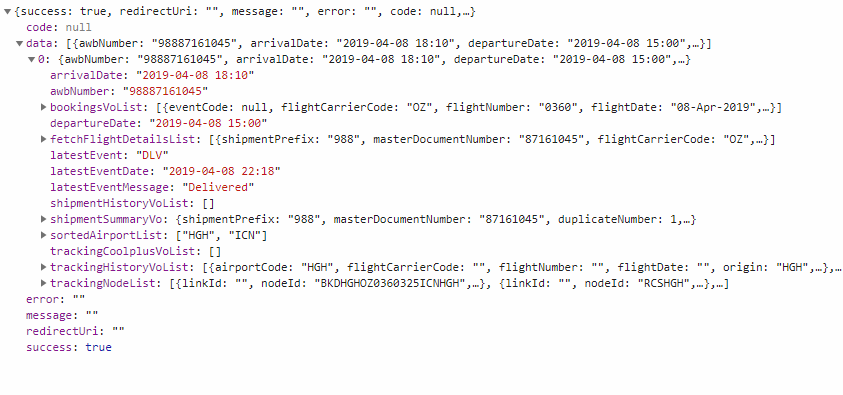 ▼{success: true, redirectUri: "", message: "", error: "", code: null,…}
code: null
▼data: [{awbNumber: "98887161045", arrivalDate: "2019-04-08 18:10", departureDate: "2019-04-08 15:00",…}]
▼0: {awbNumber: "98887161045", arrivalDate: "2019-04-08 18:10", departureDate: "2019-04-08 15:00",…}
arrivalDate: "2019-04-08 18:10"
awbNumber: "98887161045"
▶bookingsVoList: [{eventCode: null, flightCarrierCode: "OZ", flightNumber: "0360", flightDate: "08-Apr-2019",…}]
departureDate: "2019-04-08 15:00"
▶fetchFlightDetailsList: [{shipmentPrefix: "988", masterDocumentNumber: "87161045", flightCarrierCode: "OZ",…}]
latestEvent: "DLV"
latestEventDate: "2019-04-08 22:18"
latestEventMessage: "Delivered"
shipmentHistoryVoList: []
▶shipmentSummaryVo: {shipmentPrefix: "988", masterDocumentNumber: "87161045", duplicateNumber: 1,…}
▶sortedAirportList: ["HGH", "ICN"]
trackingCoolplusVoList: []
▶trackingHistoryVoList: [{airportCode: "HGH", flightCarrierCode: "", flightNumber: "", flightDate: "", origin: "HGH",…},…
▶trackingNodeList: [{linkId: "", nodeId: "BKDHGHOZ0360325ICNHGH",…}, {linkId: "", nodeId: "RCSHGH",…},…]
error: ""
message: ""
redirectUri: ""
success: true